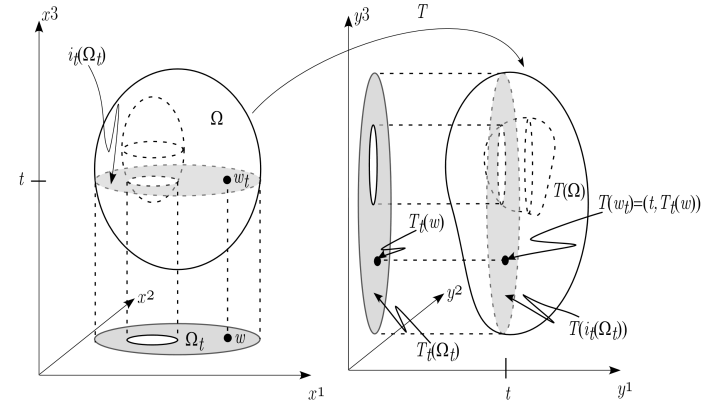 x3
i_t(Ω_t)
Ω
t
w_t
x2
Ω_t
w
x1
T
y3
T(Ω)
T(w_t)=(t, T_t(w))
T_t(w)
y2
T(i_t(Ω_t))
T_t(Ω_t)
t
y1